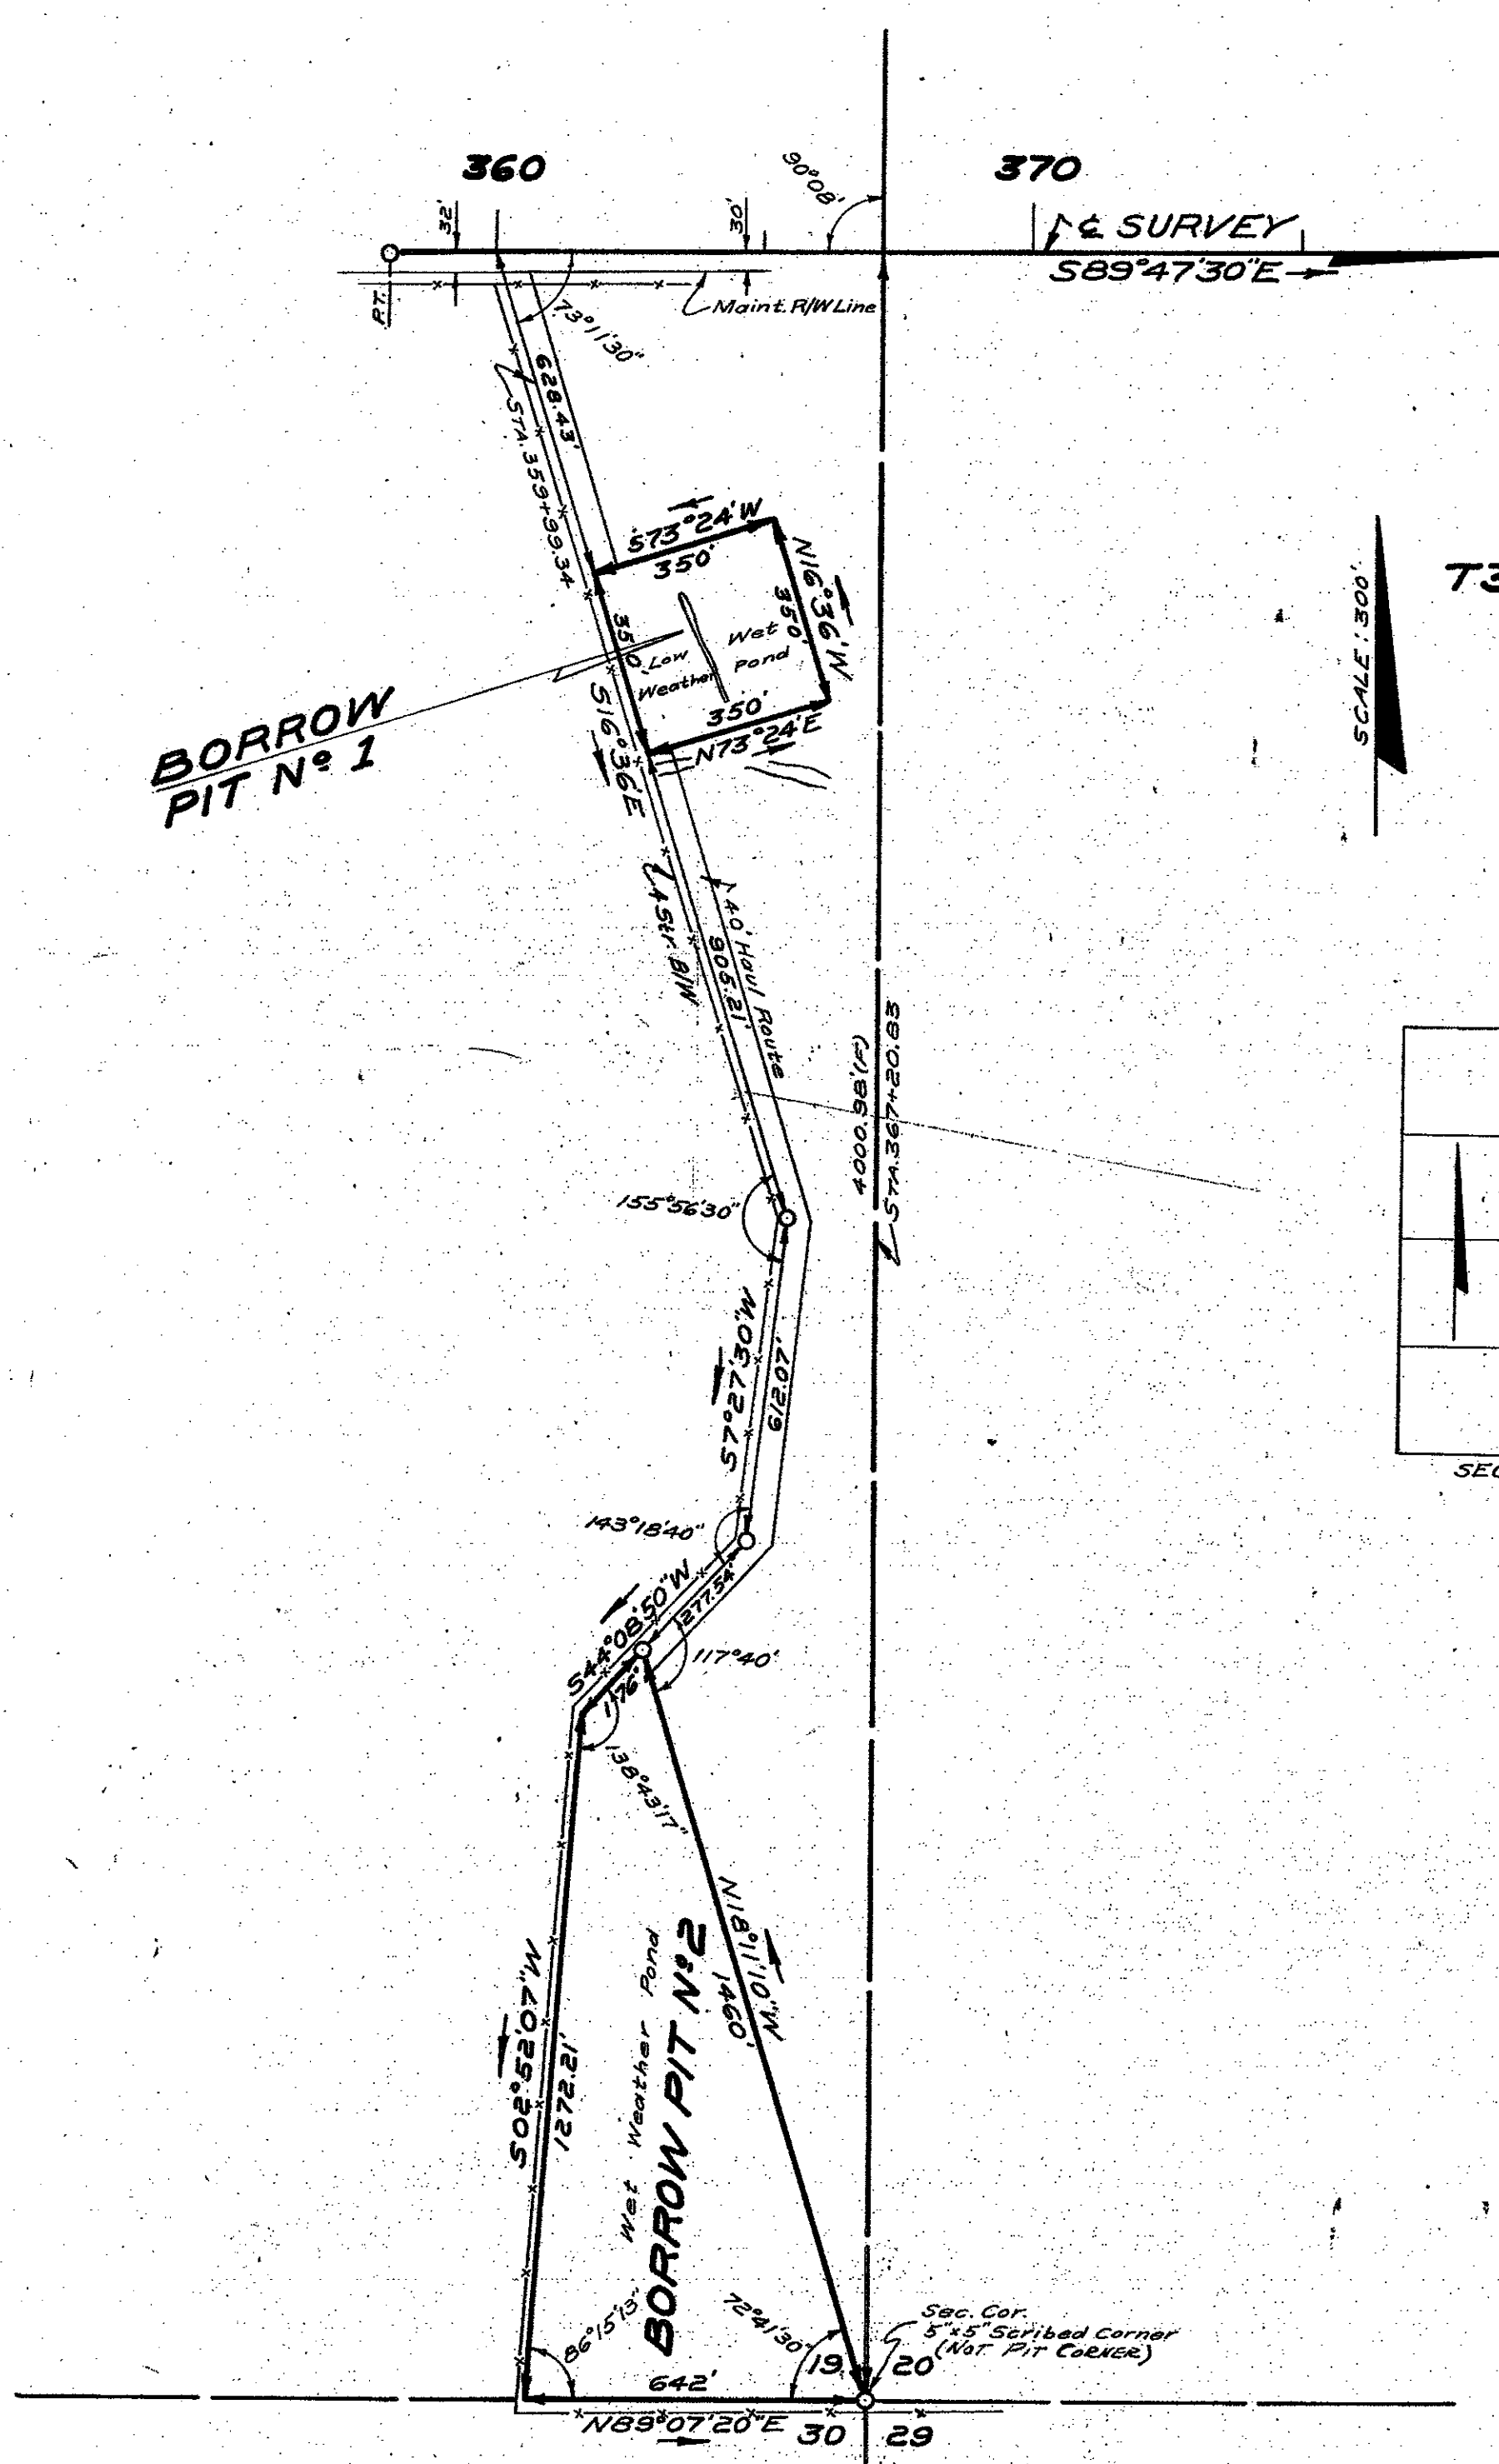 360
370
90°08'
32'
30'
℄ SURVEY
S89°47'30"E
P.T.
Maint. R/W Line
73°11'30"
628.43'
STA. 359+99.34
S73°24'W
350'
N16°36'W
350'
Low Wet
Weather Pond
350'
S16°36'E
350'
N73°24'E
BORROW
PIT Nº 1
SCALE: 300'
T3
4 Str. B/W
40' Haul Route
905.21'
4000.98'(F)
STA. 367+20.83
155°56'30"
S7°27'30"W
612.07'
143°18'40"
S44°08'50"W
277.54'
117°40'
176'
138°43'17"
SEC
N.18°11'10"W
1460'
S02°52'07"W
1272.21'
Wet Weather Pond
BORROW PIT Nº 2
86°15'13"
72°41'30"
Sec. Cor.
5"x5" Scribed Corner
(NOT PIT CORNER)
19
20
642'
N89°07'20"E
30
29